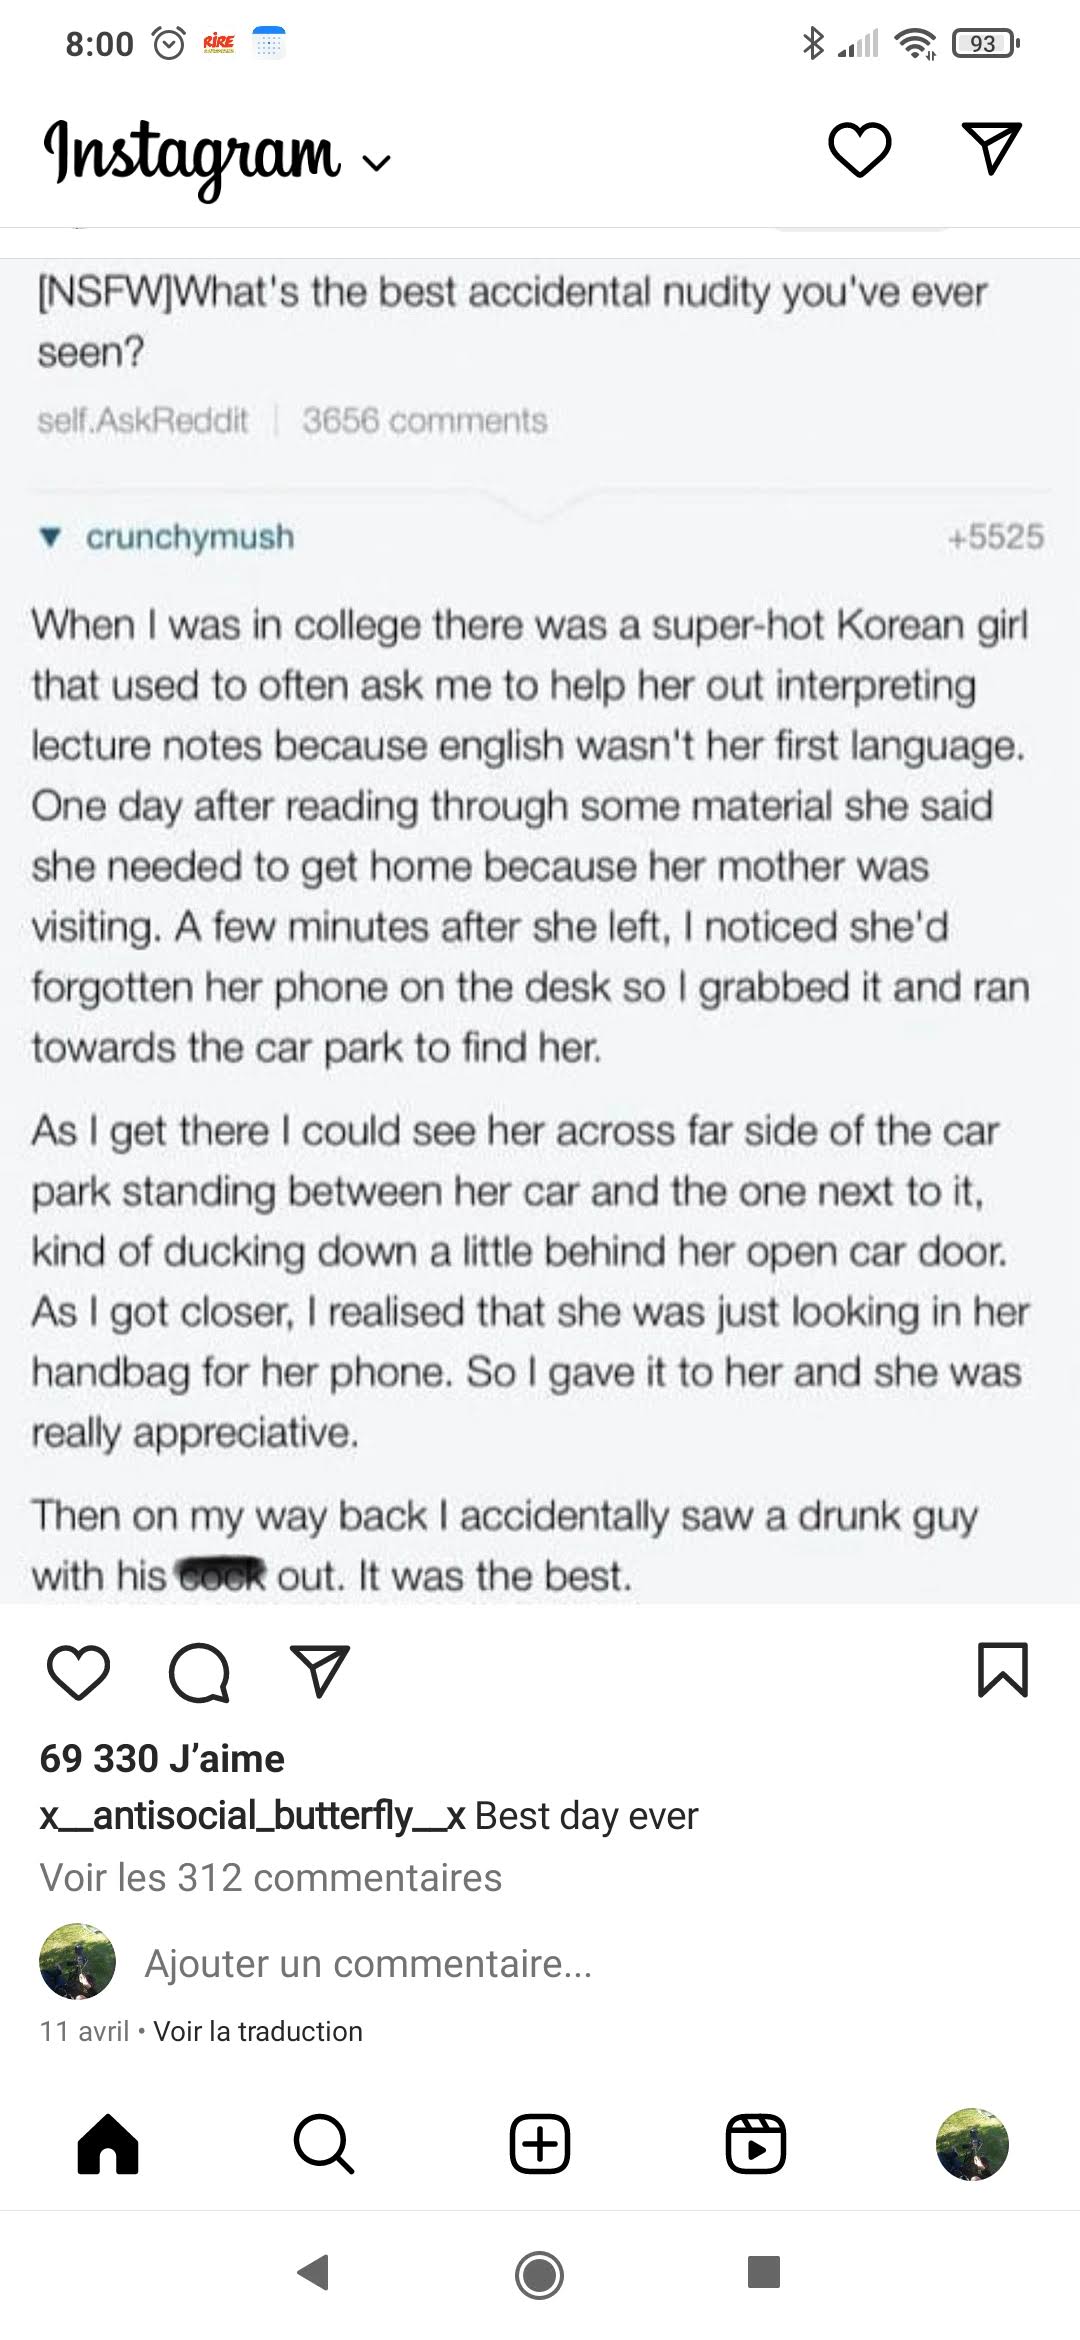 8:00 RiRE 93
Instagram
[NSFW]What's the best accidental nudity you've ever
seen?
self.AskReddit | 3656 comments
crunchymush +5525
When I was in college there was a super-hot Korean girl
that used to often ask me to help her out interpreting
lecture notes because english wasn't her first language.
One day after reading through some material she said
she needed to get home because her mother was
visiting. A few minutes after she left, I noticed she'd
forgotten her phone on the desk so I grabbed it and ran
towards the car park to find her.
As I get there I could see her across far side of the car
park standing between her car and the one next to it,
kind of ducking down a little behind her open car door.
As I got closer, I realised that she was just looking in her
handbag for her phone. So I gave it to her and she was
really appreciative.
Then on my way back I accidentally saw a drunk guy
with his cock out. It was the best.
69 330 J’aime
x__antisocial_butterfly__x Best day ever
Voir les 312 commentaires
Ajouter un commentaire...
11 avril • Voir la traduction